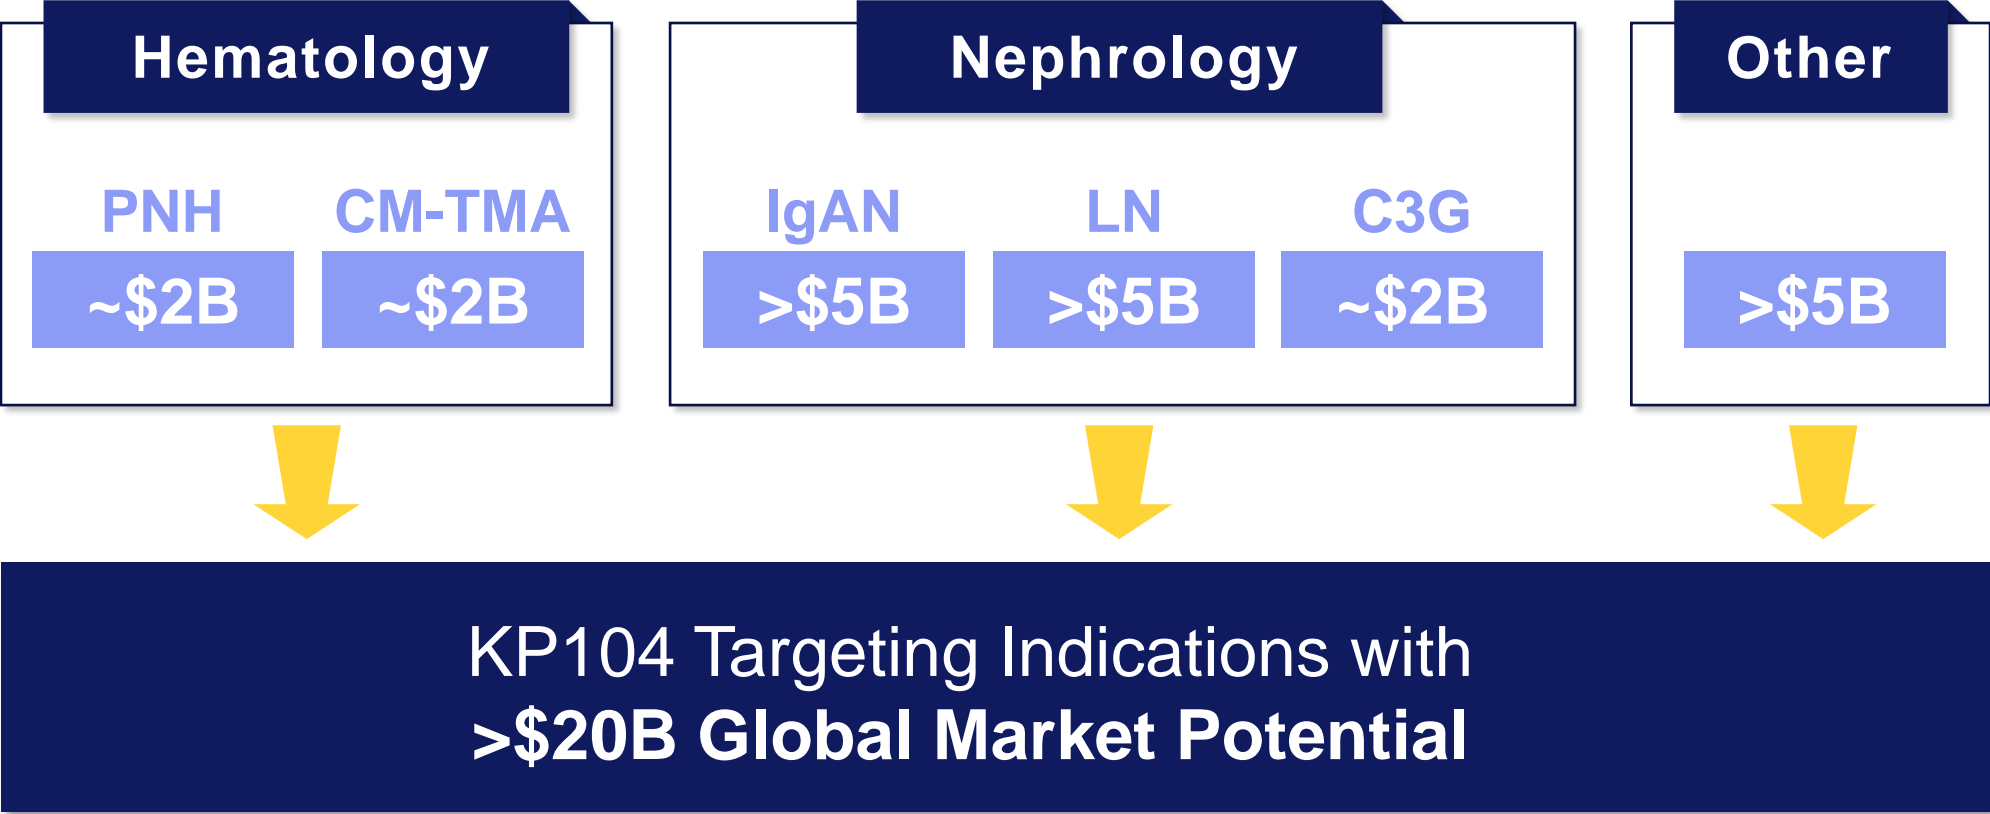 Hematology
PNH CM-TMA
~$2B ~$2B
Nephrology
IgAN LN C3G
>$5B >$5B ~$2B
Other
>$5B
KP104 Targeting Indications with
>$20B Global Market Potential